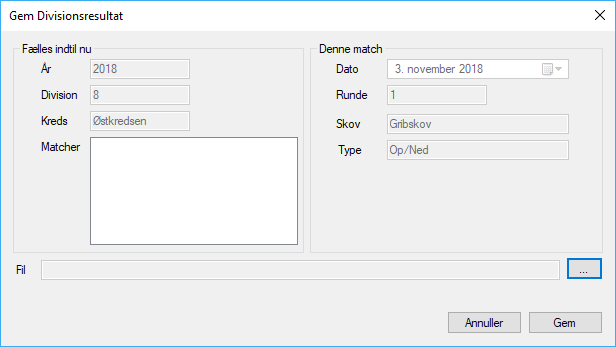 Gem Divisionsresultat
Fælles indtil nu
År 2018
Division 8
Kreds Østkredsen
Matcher
Denne match
Dato 3. november 2018
Runde 1
Skov Gribskov
Type Op/Ned
Fil ...
Annuller Gem